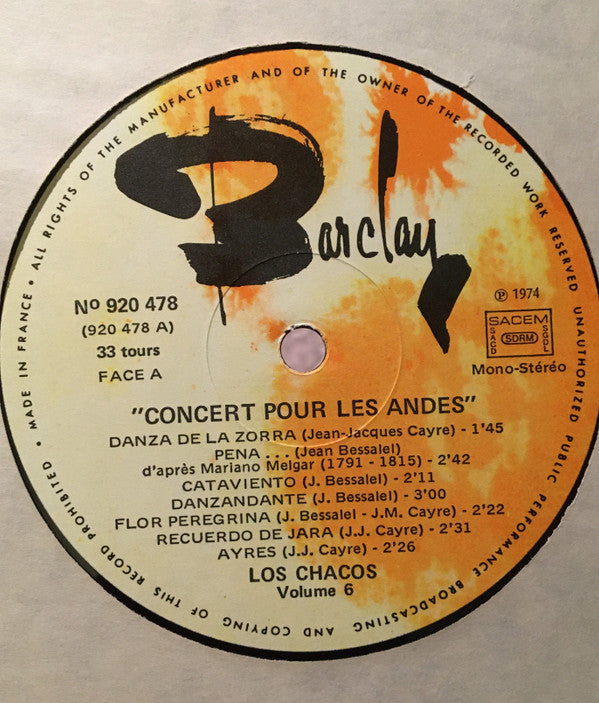 • MADE IN FRANCE • ALL RIGHTS OF THE MANUFACTURER AND OF THE OWNER OF THE RECORDED WORK RESERVED UNAUTHORIZED PUBLIC PERFORMANCE BROADCASTING AND COPYING OF THIS RECORD PROHIBITED
Barclay
Nº 920 478
(920 478 A)
33 tours
FACE A
℗ 1974
SACEM
SACD
SDRM
SGDL
Mono-Stéréo
"CONCERT POUR LES ANDES"
DANZA DE LA ZORRA (Jean-Jacques Cayre) - 1'45
PENA . . . (Jean Bessalel)
d'après Mariano Melgar (1791 - 1815) - 2'42
CATAVIENTO (J. Bessalel) - 2'11
DANZANDANTE (J. Bessalel) - 3'00
FLOR PEREGRINA (J. Bessalel - J.M. Cayre) - 2'22
RECUERDO DE JARA (J.J. Cayre) - 2'31
AYRES (J.J. Cayre) - 2'26
LOS CHACOS
Volume 6